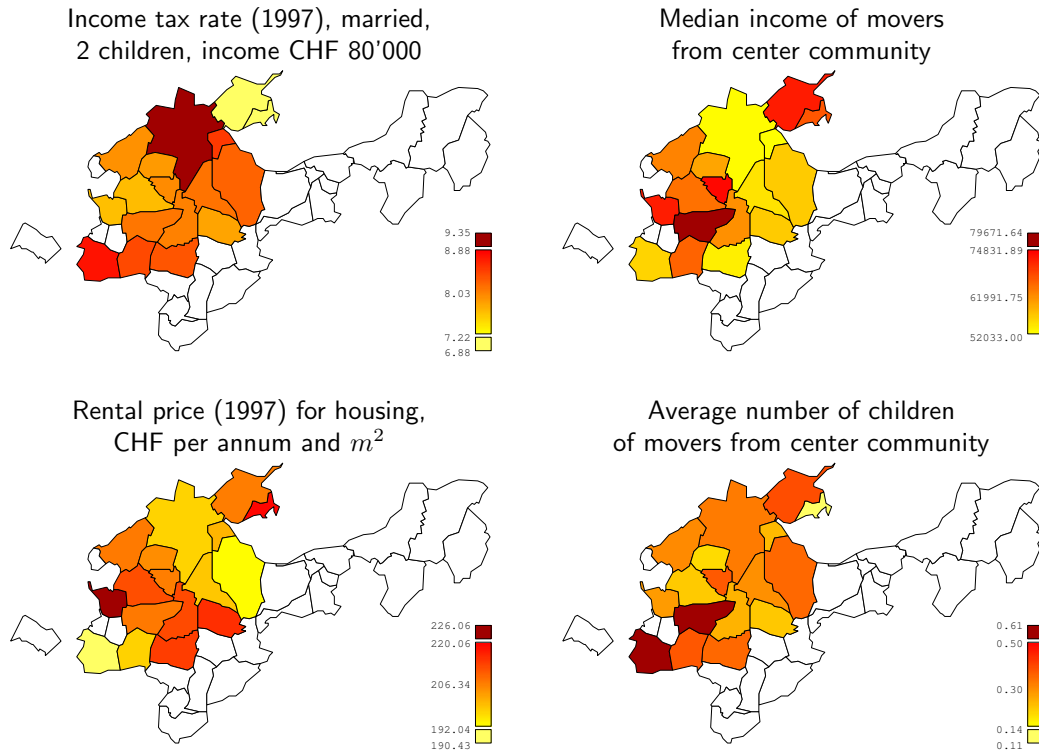 Income tax rate (1997), married,
2 children, income CHF 80'000
9.35
8.88
8.03
7.22
6.88
Median income of movers
from center community
79671.64
74831.89
61991.75
52033.00
Rental price (1997) for housing,
CHF per annum and m²
226.06
220.06
206.34
192.04
190.43
Average number of children
of movers from center community
0.61
0.50
0.30
0.14
0.11